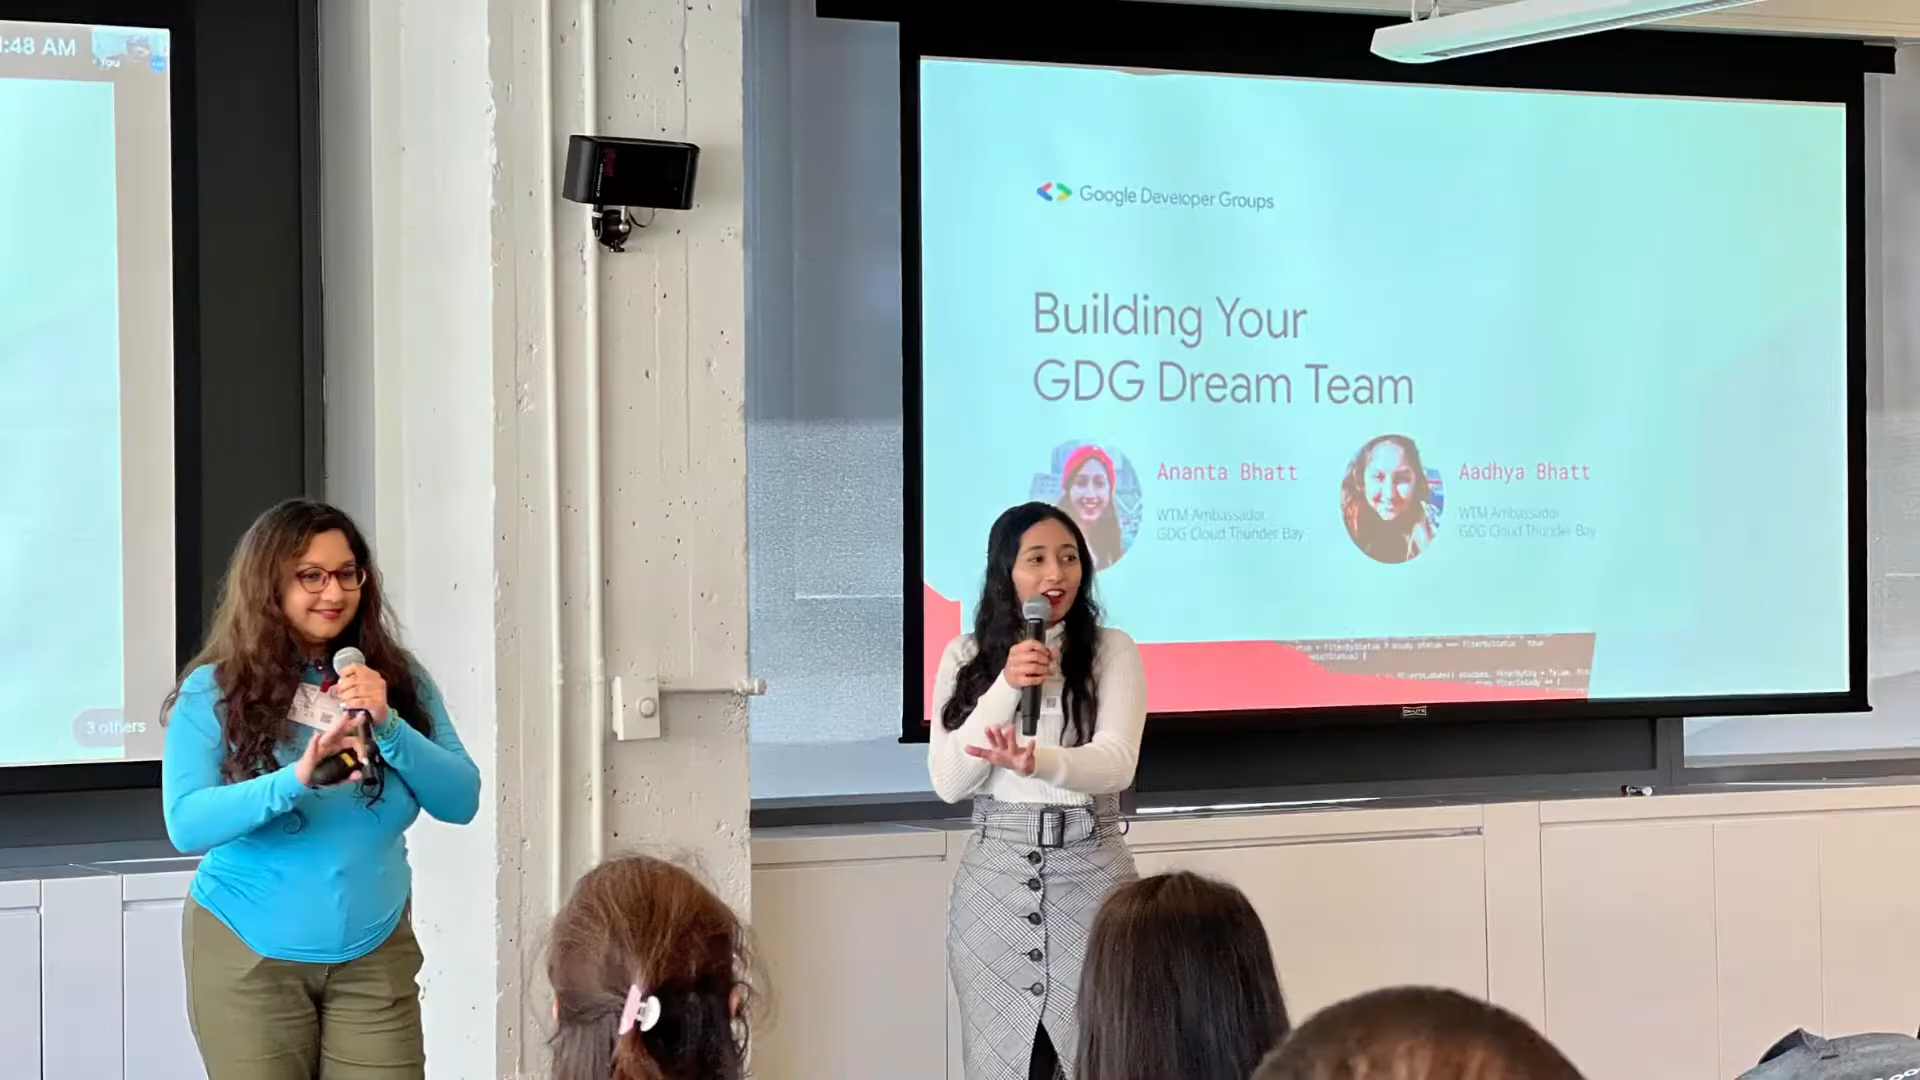 :48 AM
You
3 others
Google Developer Groups
Building Your
GDG Dream Team
Ananta Bhatt
WTM Ambassador
GDG Cloud Thunder Bay
Aadhya Bhatt
WTM Ambassador
GDG Cloud Thunder Bay